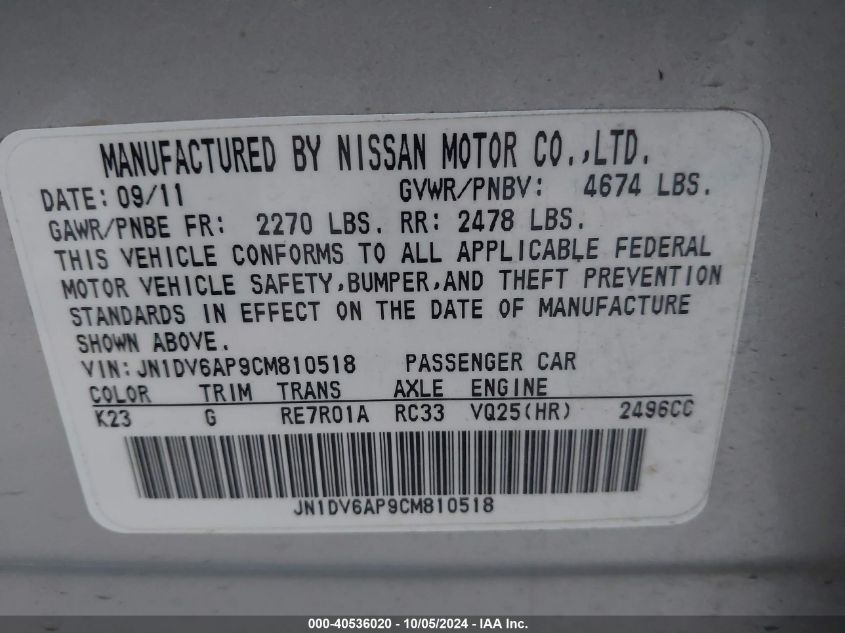 MANUFACTURED BY NISSAN MOTOR CO.,LTD.
DATE: 09/11 GVWR/PNBV: 4674 LBS.
GAWR/PNBE FR: 2270 LBS. RR: 2478 LBS.
THIS VEHICLE CONFORMS TO ALL APPLICABLE FEDERAL
MOTOR VEHICLE SAFETY,BUMPER,AND THEFT PREVENTION
STANDARDS IN EFFECT ON THE DATE OF MANUFACTURE
SHOWN ABOVE.
VIN: JN1DV6AP9CM810518 PASSENGER CAR
COLOR TRIM TRANS AXLE ENGINE
K23 G RE7R01A RC33 VQ25(HR) 2496CC
JN1DV6AP9CM810518
000-40536020 - 10/05/2024 - IAA Inc.